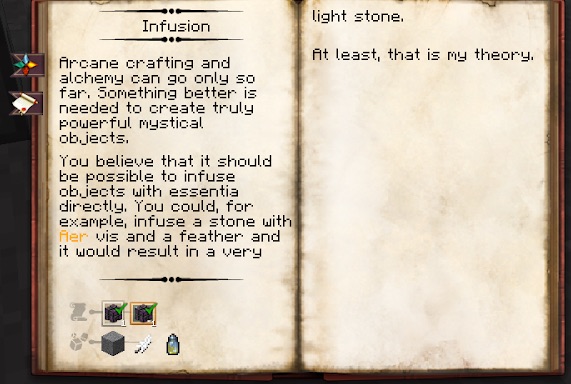 Infusion
Arcane crafting and
alchemy can go only so
far. Something better is
needed to create truly
powerful mystical
objects.
You believe that it should
be possible to infuse
objects with essentia
directly. You could, for
example, infuse a stone with
Aer vis and a feather and
it would result in a very
light stone.
At least, that is my theory.